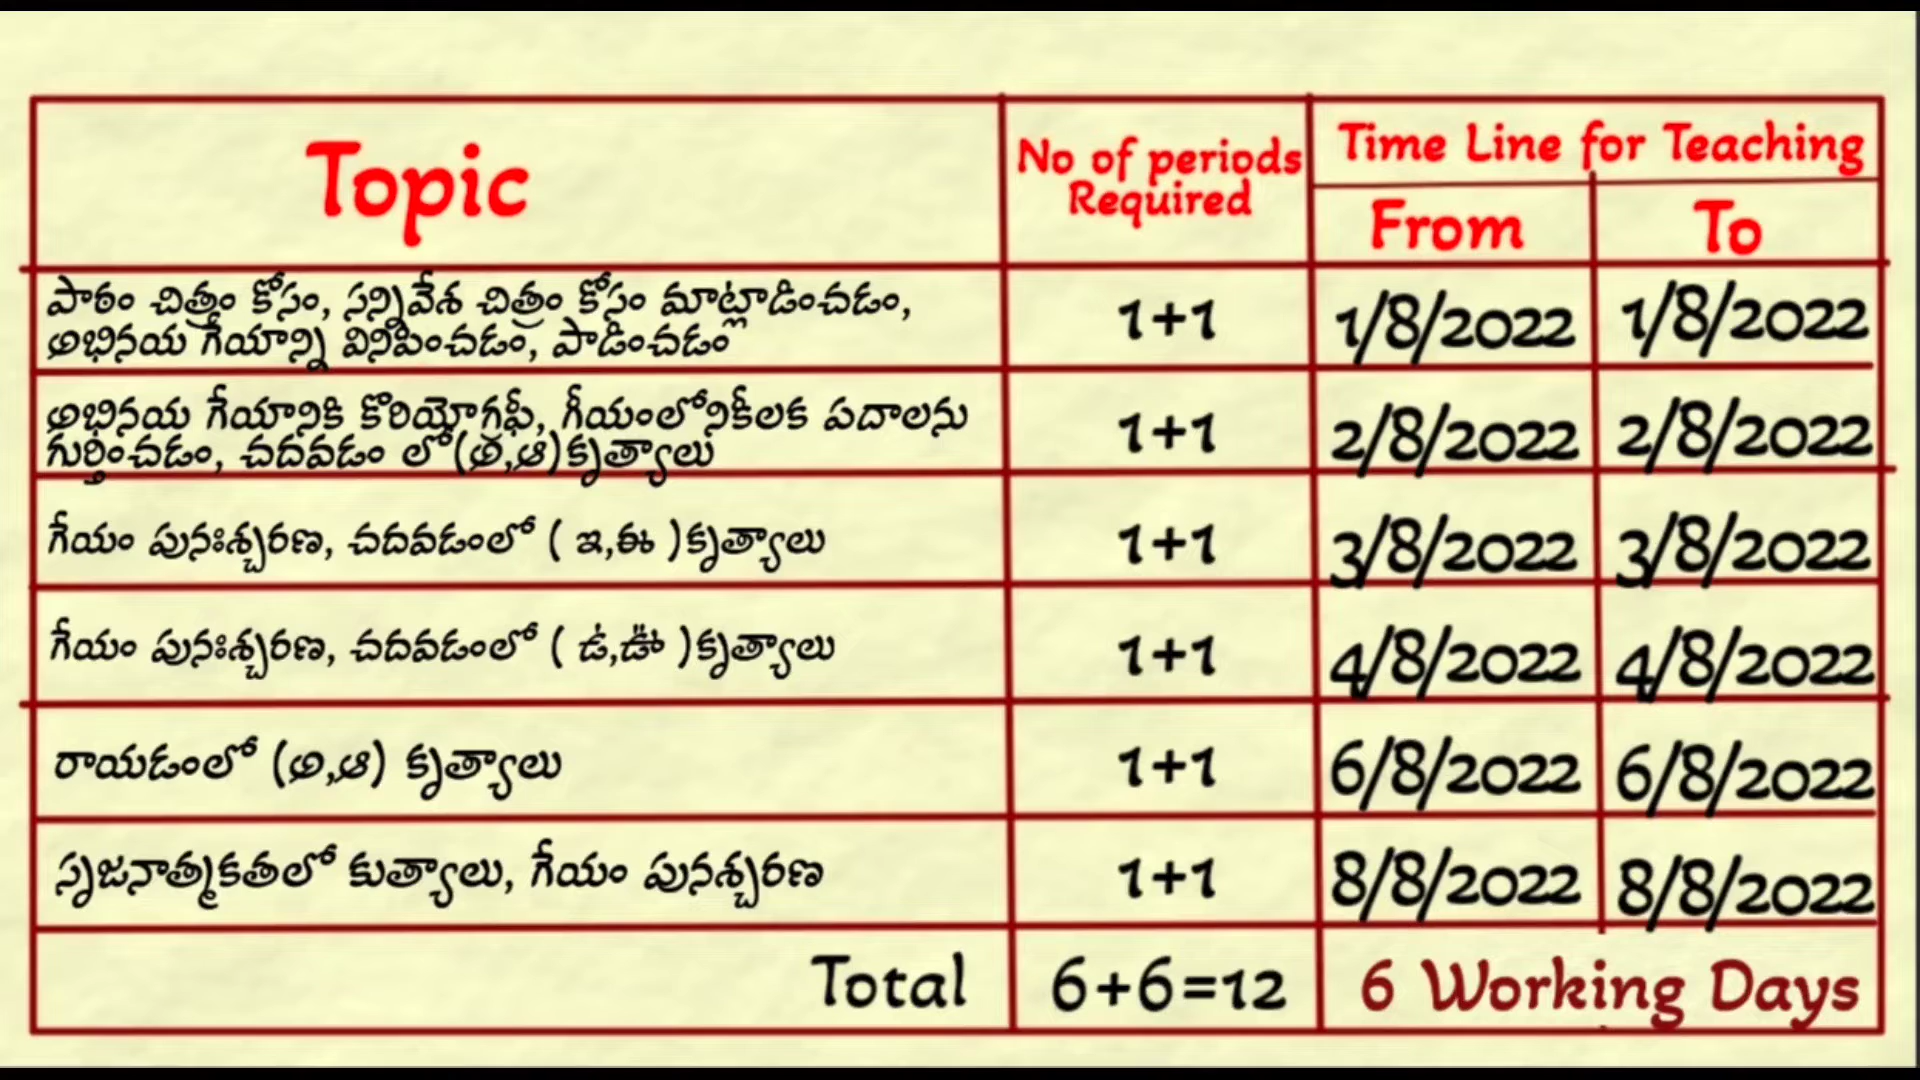 Topic
No of periods
Required
Time Line for Teaching
From
To
పాఠం చిత్రం కోసం, సన్నివేశ చిత్రం కోసం మాట్లాడించడం,
అభినయ గేయాన్ని వినిపించడం, పాడించడం
1+1
1/8/2022
1/8/2022
అభినయ గేయానికి కొరియోగ్రఫీ, గీయంలోనికీలక పదాలను
గుర్తించడం, చదవడం లో(అ,ఆ)కృత్యాలు
1+1
2/8/2022
2/8/2022
గేయం పునఃశ్చరణ, చదవడంలో ( ఇ,ఈ )కృత్యాలు
1+1
3/8/2022
3/8/2022
గేయం పునఃశ్చరణ, చదవడంలో ( ఉ,ఊ )కృత్యాలు
1+1
4/8/2022
4/8/2022
రాయడంలో (అ,ఆ) కృత్యాలు
1+1
6/8/2022
6/8/2022
సృజనాత్మకతలో కుత్యాలు, గేయం పునశ్చరణ
1+1
8/8/2022
8/8/2022
Total
6+6=12
6 Working Days